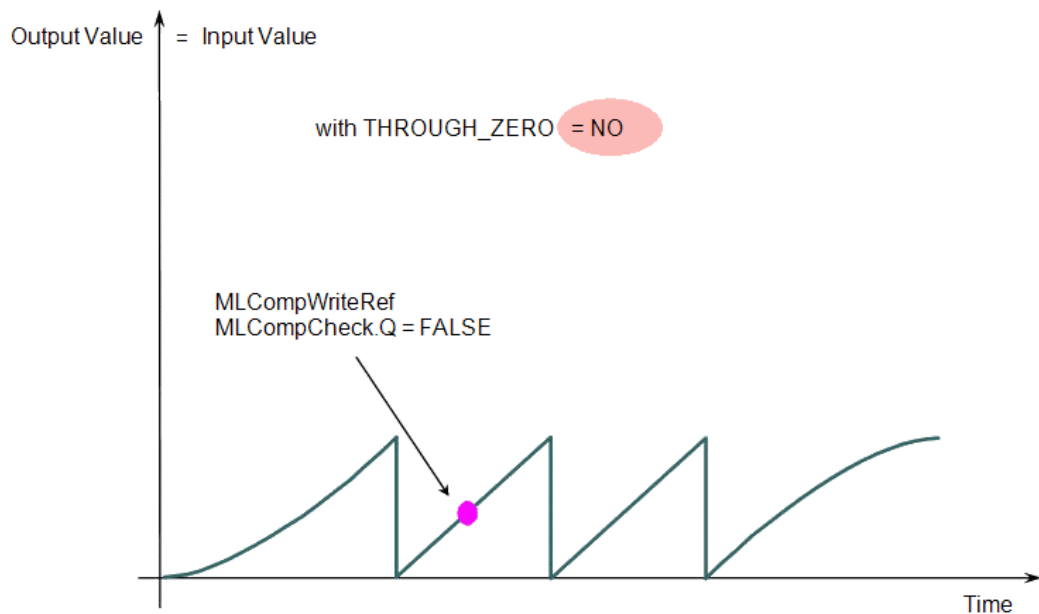 Output Value = Input Value
with THROUGH_ZERO = NO
MLCompWriteRef
MLCompCheck.Q = FALSE
Time